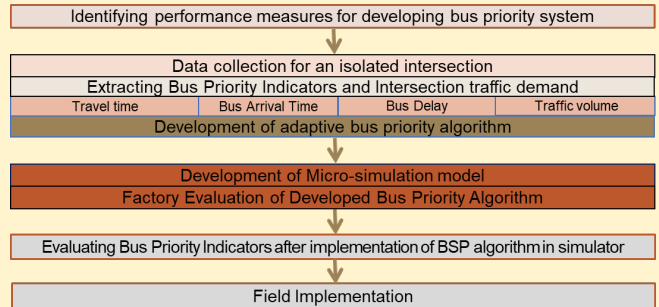 Identifying performance measures for developing bus priority system
Data collection for an isolated intersection
Extracting Bus Priority Indicators and Intersection traffic demand
Travel time Bus Arrival Time Bus Delay Traffic volume
Development of adaptive bus priority algorithm
Development of Micro-simulation model
Factory Evaluation of Developed Bus Priority Algorithm
Evaluating Bus Priority Indicators after implementation of BSP algorithm in simulator
Field Implementation